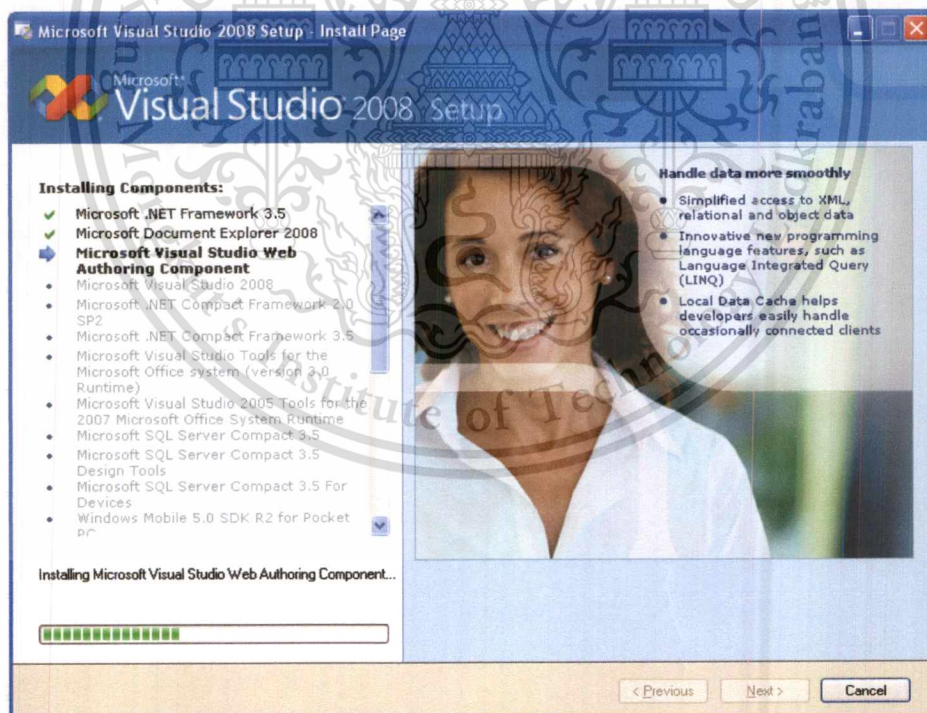 Microsoft Visual Studio 2008 Setup - Install Page
Microsoft
Visual Studio 2008 Setup
Installing Components:
Microsoft .NET Framework 3.5
Microsoft Document Explorer 2008
Microsoft Visual Studio Web
Authoring Component
Microsoft Visual Studio 2008
Microsoft .NET Compact Framework 2.0
SP2
Microsoft .NET Compact Framework 3.5
Microsoft Visual Studio Tools for the
Microsoft Office system (version 3.0
Runtime)
Microsoft Visual Studio 2005 Tools for the
2007 Microsoft Office System Runtime
Microsoft SQL Server Compact 3.5
Microsoft SQL Server Compact 3.5
Design Tools
Microsoft SQL Server Compact 3.5 For
Devices
Windows Mobile 5.0 SDK R2 for Pocket
PC
Installing Microsoft Visual Studio Web Authoring Component...
Handle data more smoothly
Simplified access to XML,
relational and object data
Innovative new programming
language features, such as
Language Integrated Query
(LINQ)
Local Data Cache helps
developers easily handle
occasionally connected clients
Institute of Technology
< Previous
Next >
Cancel